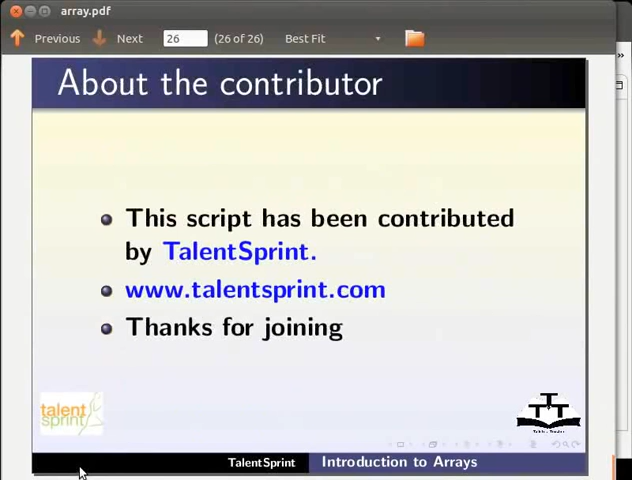 array.pdf
Previous Next 26 (26 of 26) Best Fit
»
About the contributor
This script has been contributed
by TalentSprint.
www.talentsprint.com
Thanks for joining
talent
sprint
TTT
TalentSprint Introduction to Arrays